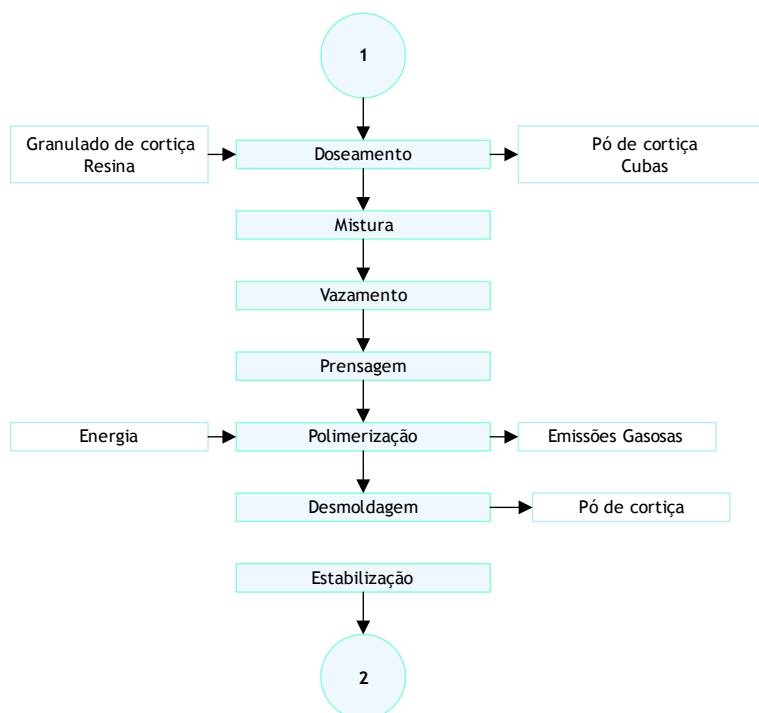 1
Granulado de cortiça
Resina
Doseamento
Pó de cortiça
Cubas
Mistura
Vazamento
Prensagem
Energia
Polimerização
Emissões Gasosas
Desmoldagem
Pó de cortiça
Estabilização
2